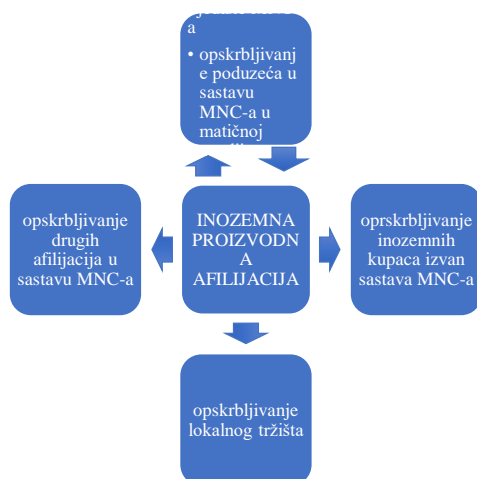 a
• opskrbljivanj
e poduzeća u
sastavu
MNC-a u
matičnoj
opskrbljivanje
drugih
afilijacija u
sastavu MNC-a
INOZEMNA
PROIZVODN
A
AFILIJACIJA
oprskrbljivanje
inozemnih
kupaca izvan
sastava MNC-a
opskrbljivanje
lokalnog tržišta